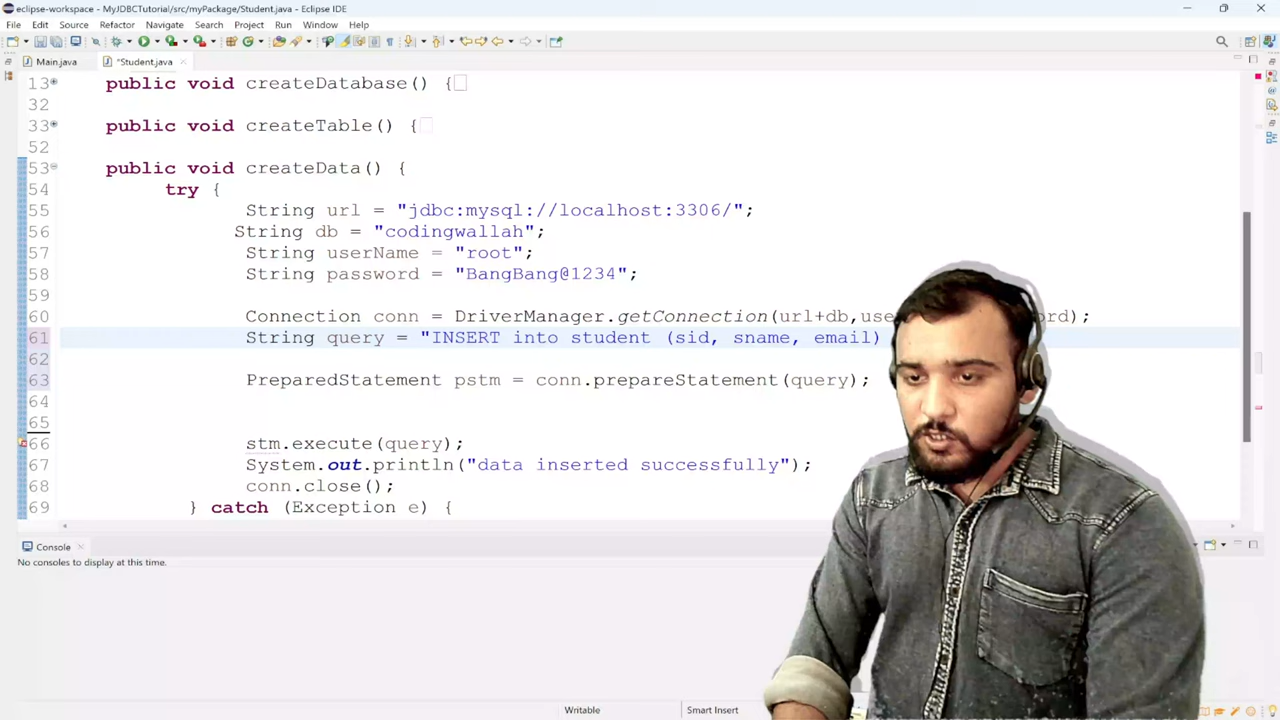 eclipse-workspace - MyJDBCTutorial/src/myPackage/Student.java - Eclipse IDE
File Edit Source Refactor Navigate Search Project Run Window Help
Main.java *Student.java
13 public void createDatabase() {
32
33 public void createTable() {
52
53 public void createData() {
54 try {
55 String url = "jdbc:mysql://localhost:3306/";
56 String db = "codingwallah";
57 String userName = "root";
58 String password = "BangBang@1234";
59
60 Connection conn = DriverManager.getConnection(url+db,
61 String query = "INSERT into student (sid, sname, email)
62
63 PreparedStatement pstm = conn.prepareStatement(query);
64
65
66 stm.execute(query);
67 System.out.println("data inserted successfully");
68 conn.close();
69 } catch (Exception e) {
Console
No consoles to display at this time.
Writable Smart Insert